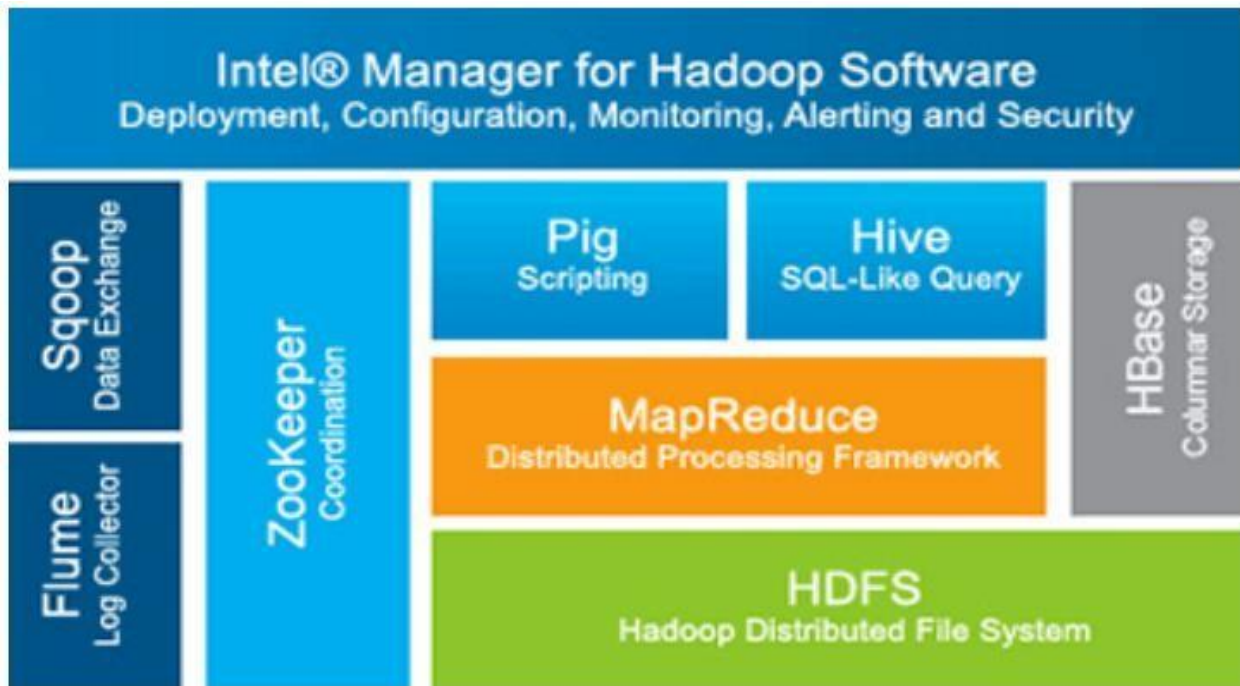 Intel® Manager for Hadoop Software
Deployment, Configuration, Monitoring, Alerting and Security
Sqoop
Data Exchange
Flume
Log Collector
ZooKeeper
Coordination
Pig
Scripting
Hive
SQL-Like Query
MapReduce
Distributed Processing Framework
HBase
Columnar Storage
HDFS
Hadoop Distributed File System